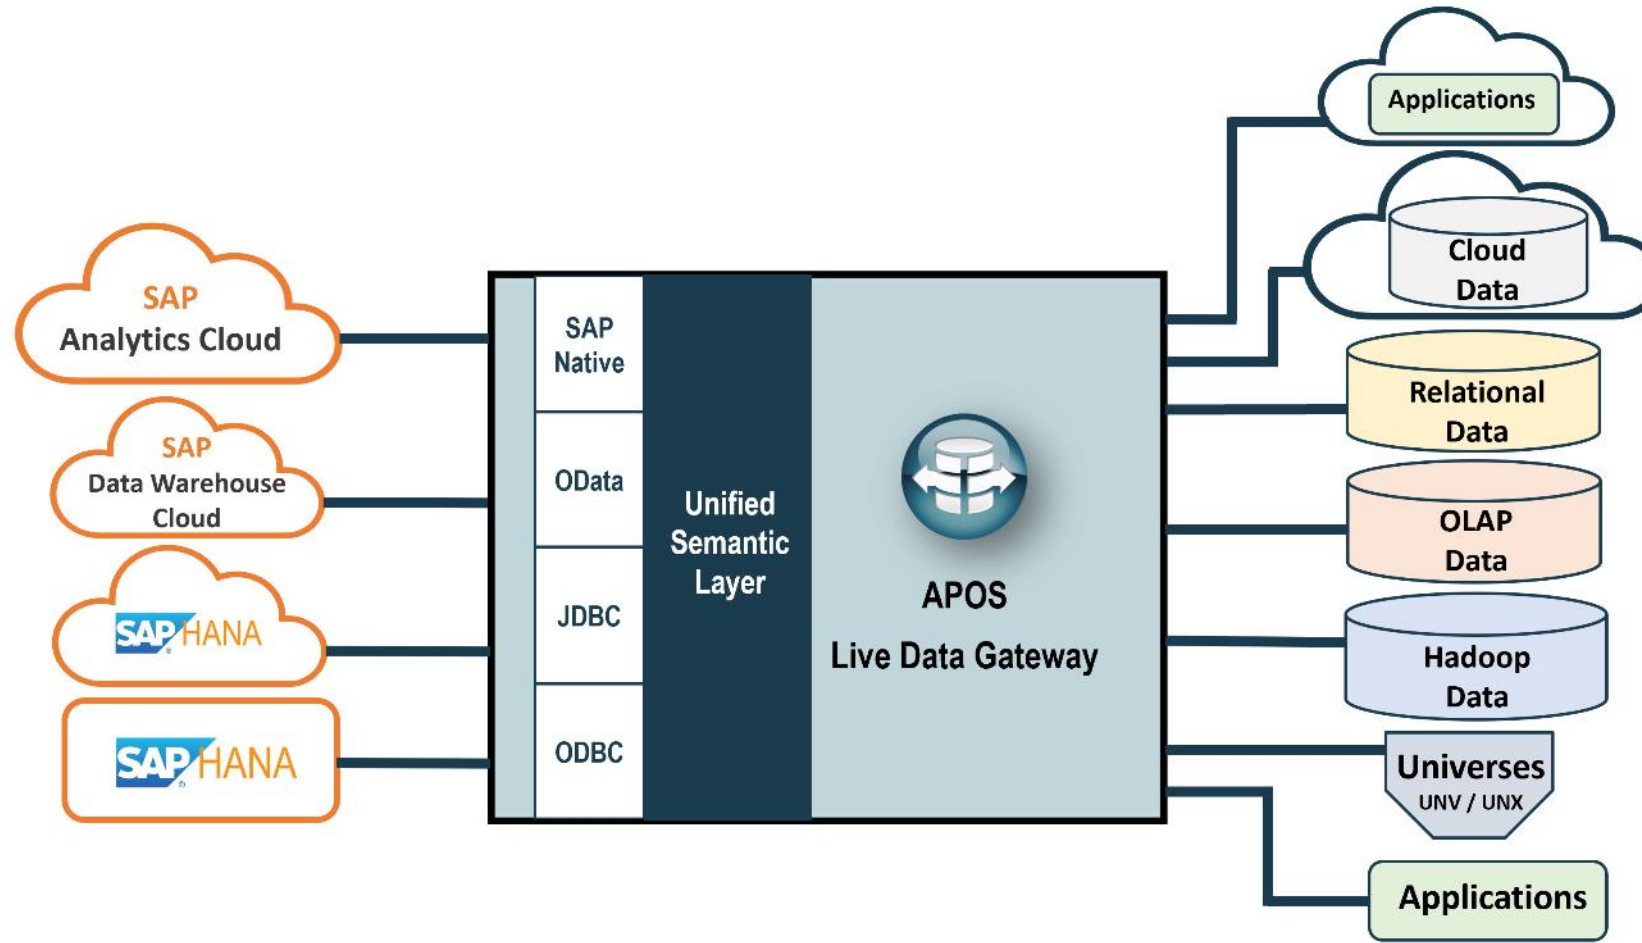 SAP
Analytics Cloud
SAP
Data Warehouse
Cloud
SAP HANA
®
SAP HANA
®
SAP
Native
OData
JDBC
ODBC
Unified
Semantic
Layer
APOS
Live Data Gateway
Applications
Cloud
Data
Relational
Data
OLAP
Data
Hadoop
Data
Universes
UNV / UNX
Applications